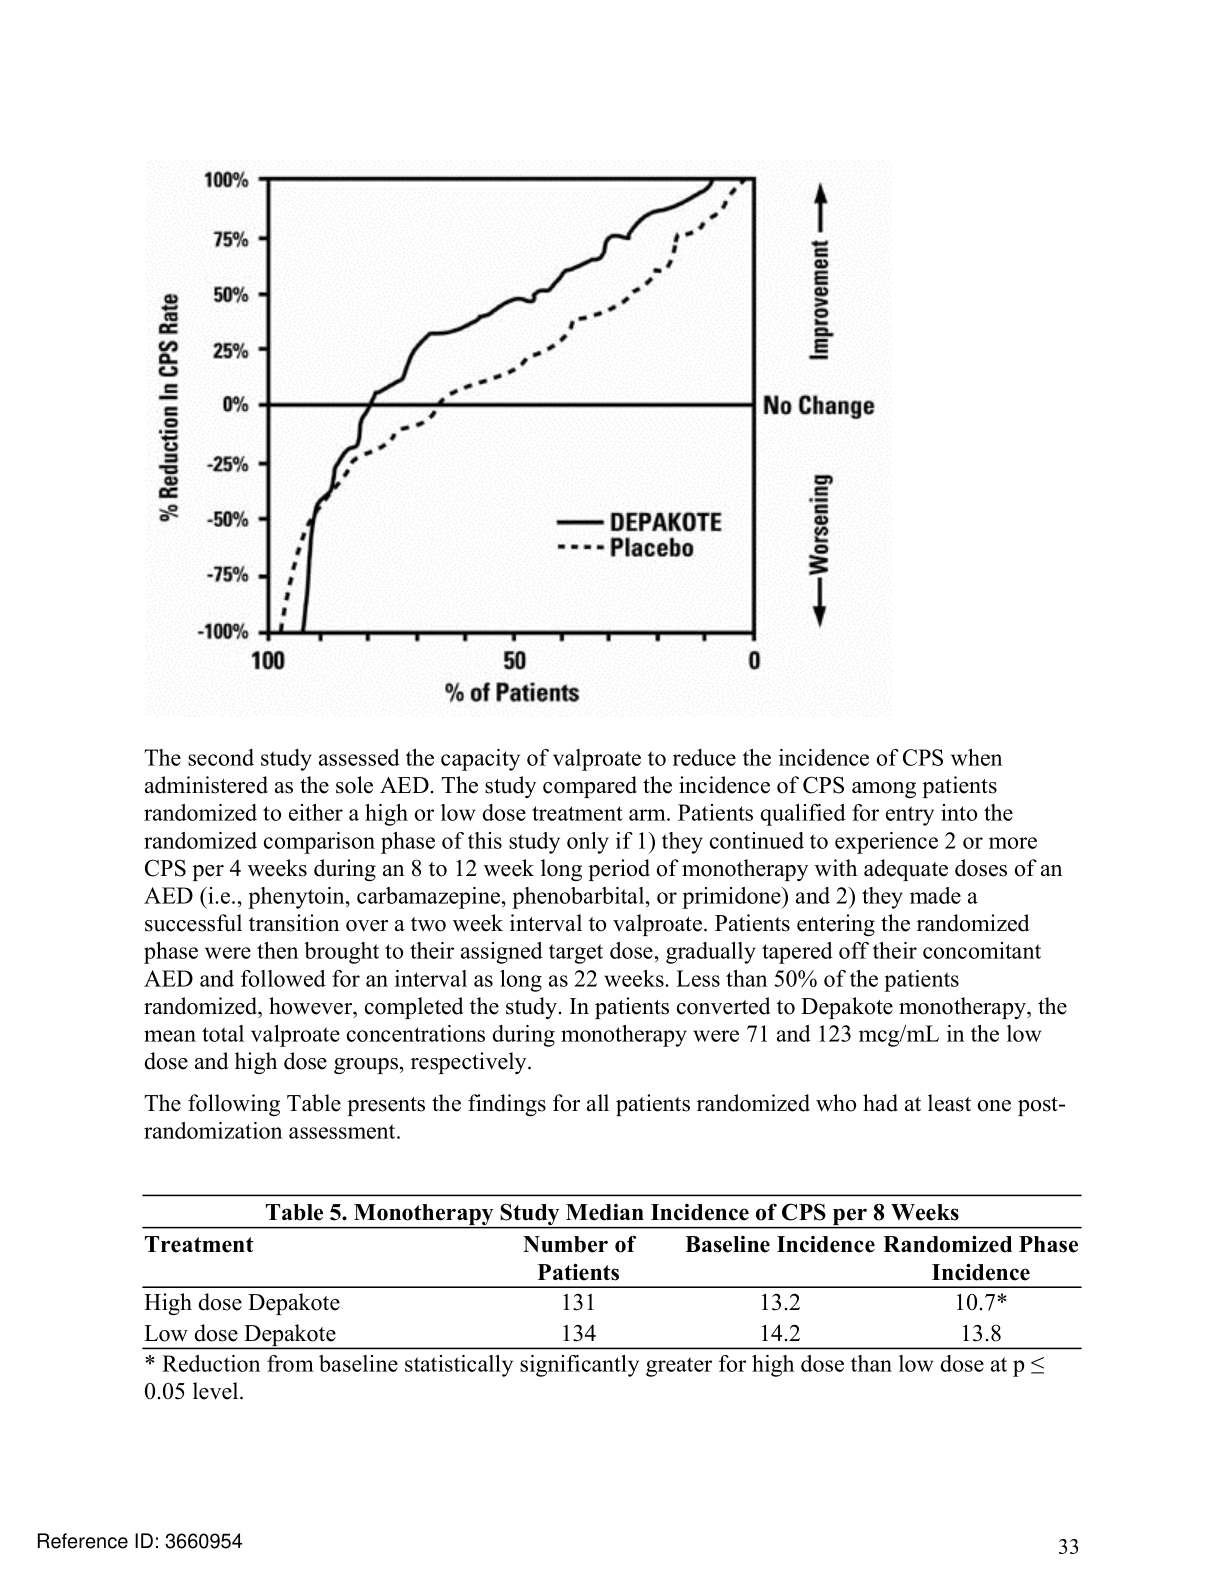 100%
75%
50%
25%
0%
-25%
-50%
-75%
-100%
% Reduction In CPS Rate
Improvement
No Change
Worsening
DEPAKOTE
Placebo
100 50 0
% of Patients
The second study assessed the capacity of valproate to reduce the incidence of CPS when
administered as the sole AED. The study compared the incidence of CPS among patients
randomized to either a high or low dose treatment arm. Patients qualified for entry into the
randomized comparison phase of this study only if 1) they continued to experience 2 or more
CPS per 4 weeks during an 8 to 12 week long period of monotherapy with adequate doses of an
AED (i.e., phenytoin, carbamazepine, phenobarbital, or primidone) and 2) they made a
successful transition over a two week interval to valproate. Patients entering the randomized
phase were then brought to their assigned target dose, gradually tapered off their concomitant
AED and followed for an interval as long as 22 weeks. Less than 50% of the patients
randomized, however, completed the study. In patients converted to Depakote monotherapy, the
mean total valproate concentrations during monotherapy were 71 and 123 mcg/mL in the low
dose and high dose groups, respectively.
The following Table presents the findings for all patients randomized who had at least one post-
randomization assessment.
Table 5. Monotherapy Study Median Incidence of CPS per 8 Weeks
Treatment Number of Baseline Incidence Randomized Phase
Patients Incidence
High dose Depakote 131 13.2 10.7*
Low dose Depakote 134 14.2 13.8
* Reduction from baseline statistically significantly greater for high dose than low dose at p ≤
0.05 level.
Reference ID: 3660954
33